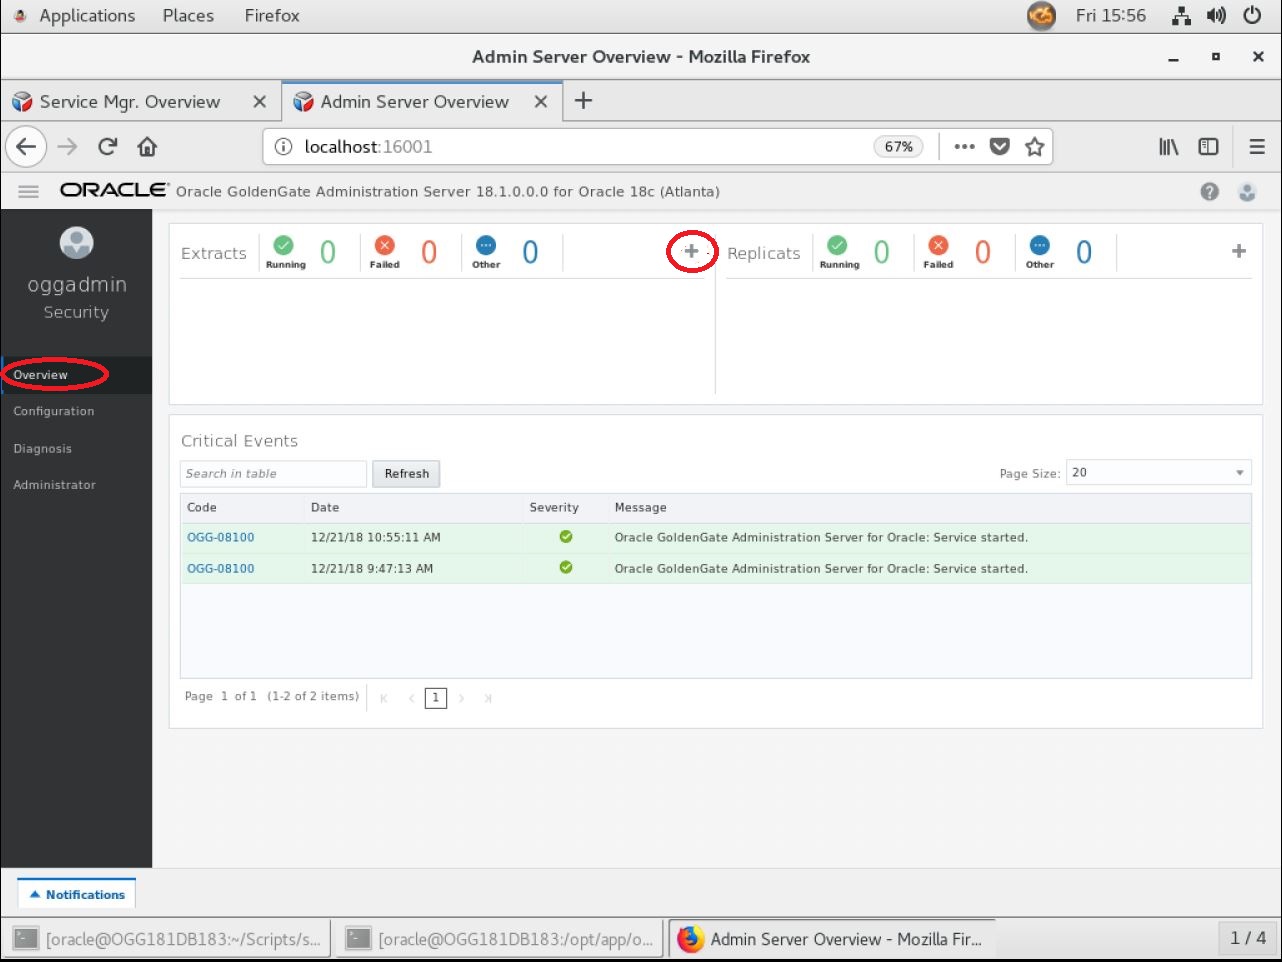 Applications Places Firefox Fri 15:56
Admin Server Overview - Mozilla Firefox
Service Mgr. Overview Admin Server Overview
localhost:16001 67%
ORACLE Oracle GoldenGate Administration Server 18.1.0.0.0 for Oracle 18c (Atlanta)
oggadmin
Security
Overview
Configuration
Diagnosis
Administrator
Extracts Running 0 Failed 0 Other 0
Replicats Running 0 Failed 0 Other 0
Critical Events
Search in table Refresh Page Size: 20
Code Date Severity Message
OGG-08100 12/21/18 10:55:11 AM Oracle GoldenGate Administration Server for Oracle: Service started.
OGG-08100 12/21/18 9:47:13 AM Oracle GoldenGate Administration Server for Oracle: Service started.
Page 1 of 1 (1-2 of 2 items) 1
Notifications
[oracle@OGG181DB183:~/Scripts/s... [oracle@OGG181DB183:/opt/app/o... Admin Server Overview - Mozilla Fir... 1 / 4